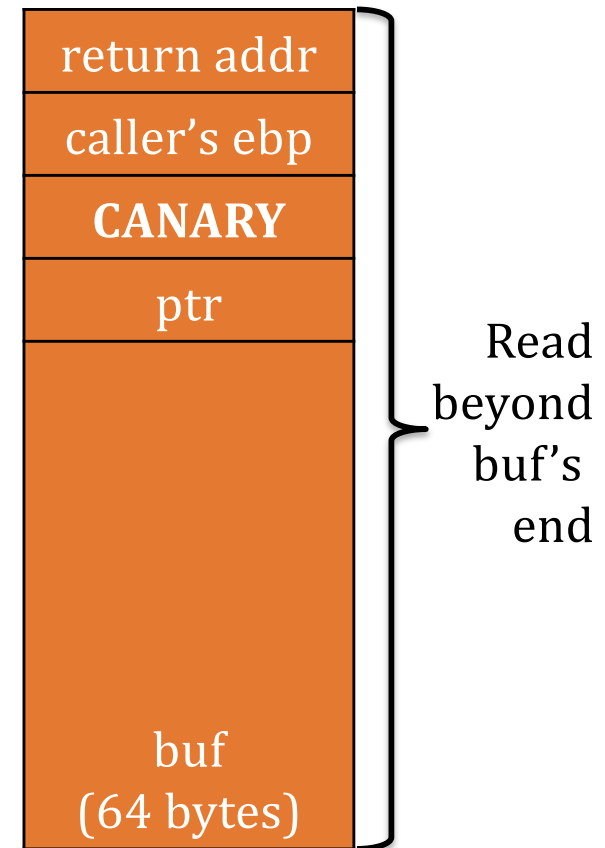 return addr
caller’s ebp
CANARY
ptr
buf
(64 bytes)
Read
beyond
buf’s
end